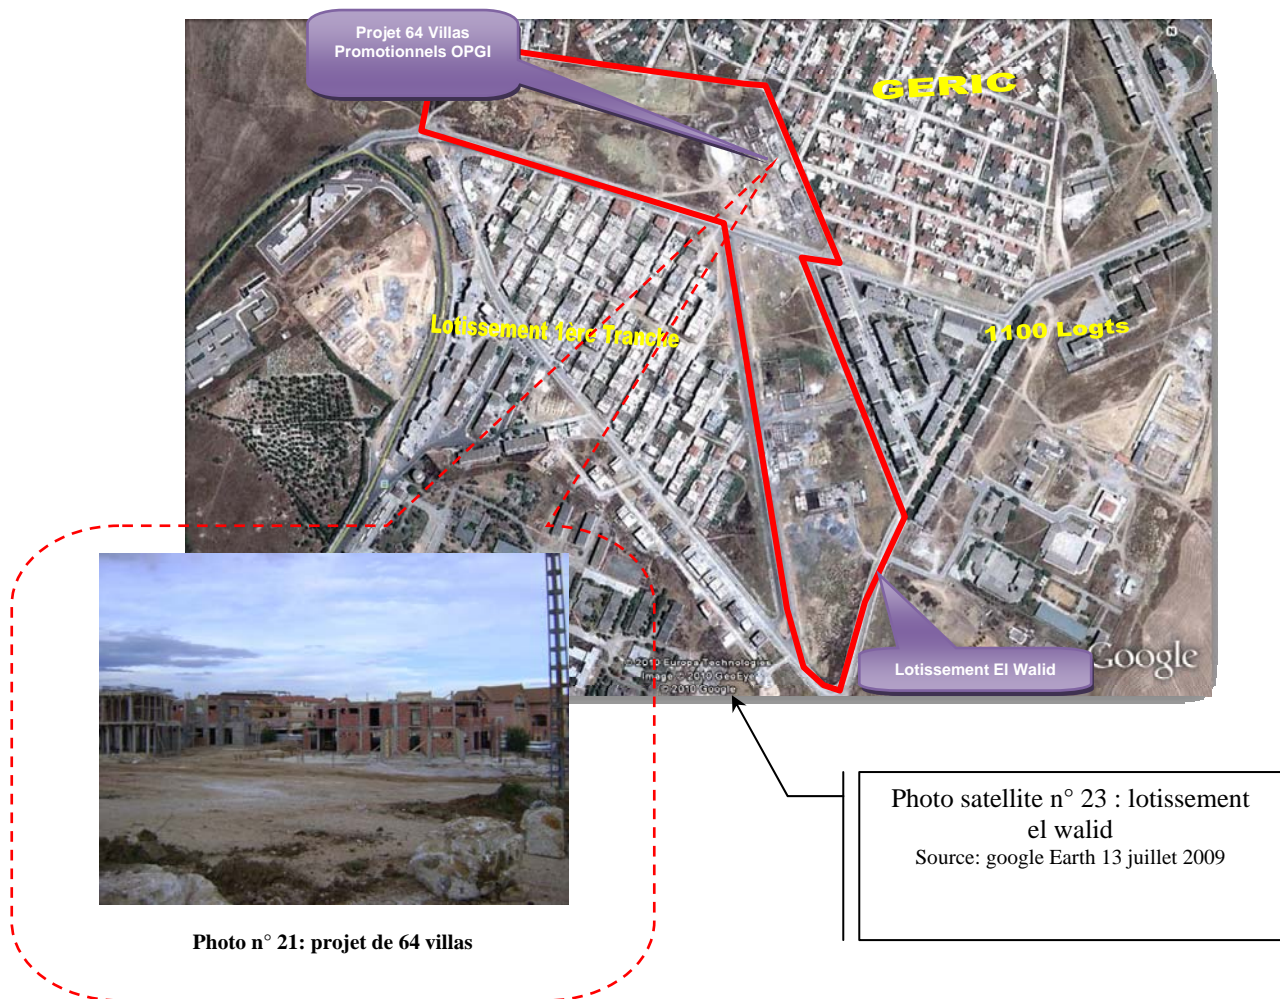 Projet 64 Villas
Promotionnels OPGI
GERIC
1100 Logts
Lotissement 1ère Tranche
Lotissement El Walid
Google
© 2010 Europa Technologies
Image © 2010 GeoEye
© 2010 Google
Photo satellite n° 23 : lotissement
el walid
Source: google Earth 13 juillet 2009
Photo n° 21: projet de 64 villas